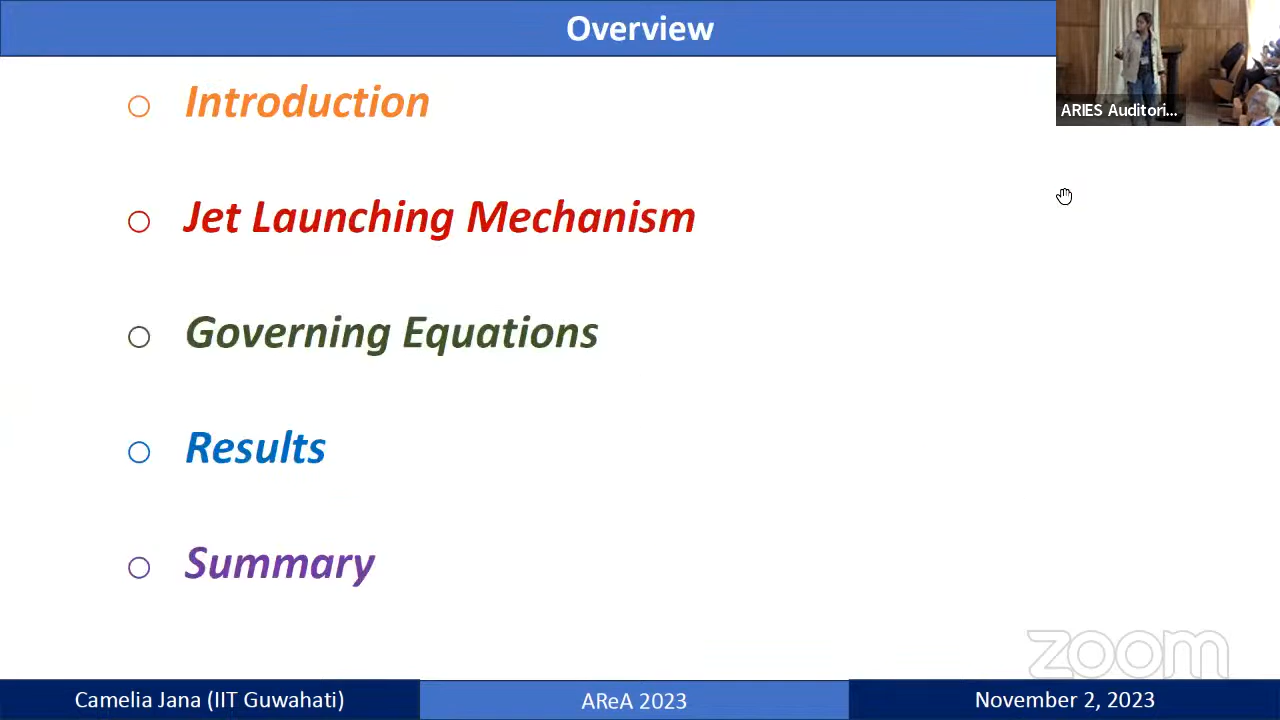 Overview
Introduction
Jet Launching Mechanism
Governing Equations
Results
Summary
ARIES Auditori...
zoom
Camelia Jana (IIT Guwahati)
AReA 2023
November 2, 2023